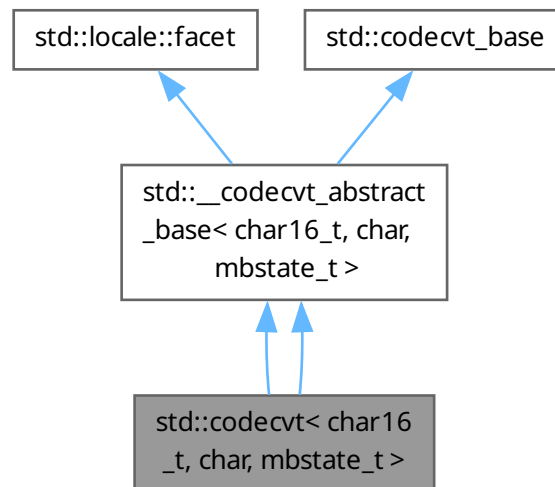 std::locale::facet
std::codecvt_base
std::__codecvt_abstract
_base< char16_t, char,
mbstate_t >
std::codecvt< char16
_t, char, mbstate_t >